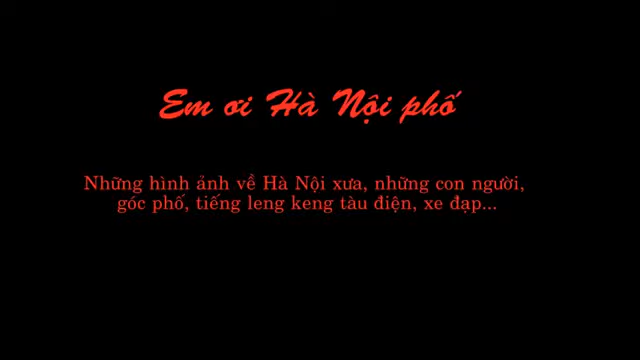 Em ơi Hà Nội phố
Những hình ảnh về Hà Nội xưa, những con người,
góc phố, tiếng leng keng tàu điện, xe đạp...